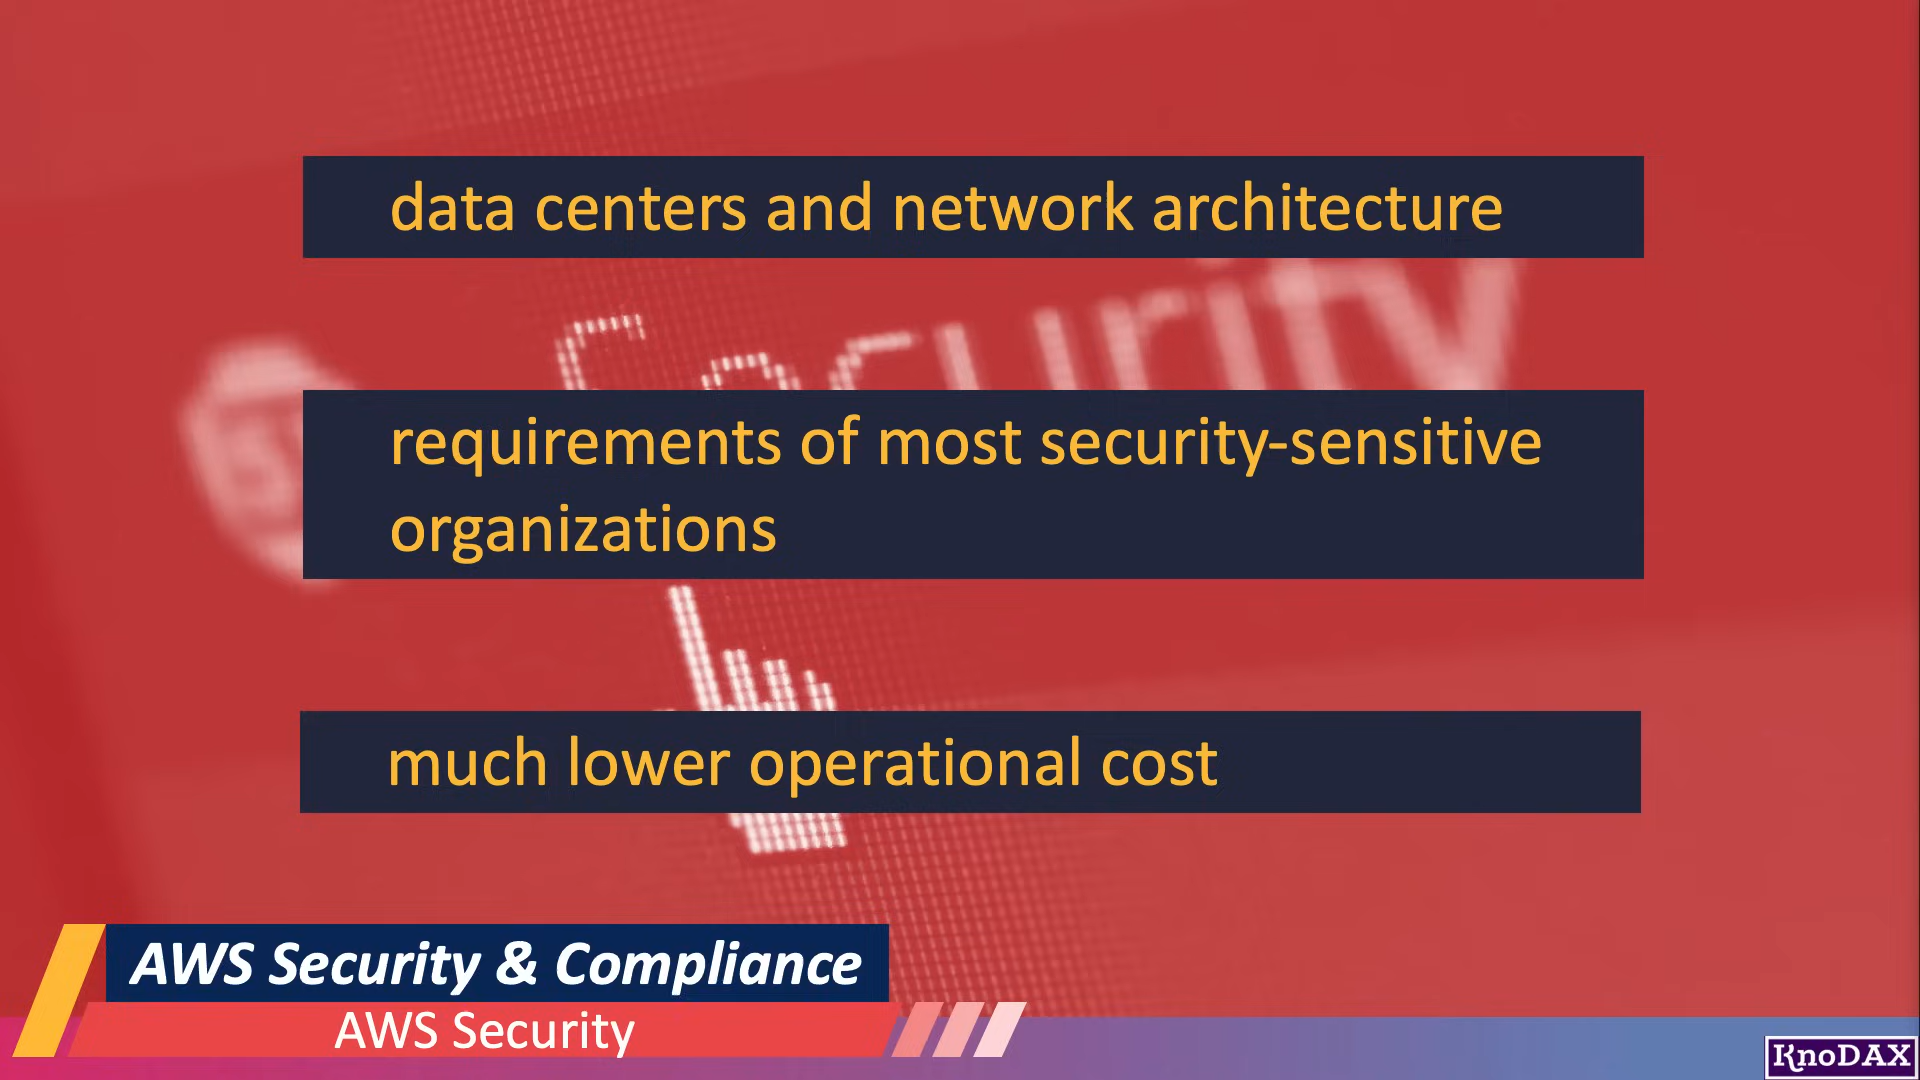 data centers and network architecture
Security
requirements of most security-sensitive
organizations
much lower operational cost
AWS Security & Compliance
AWS Security
KnoDAX